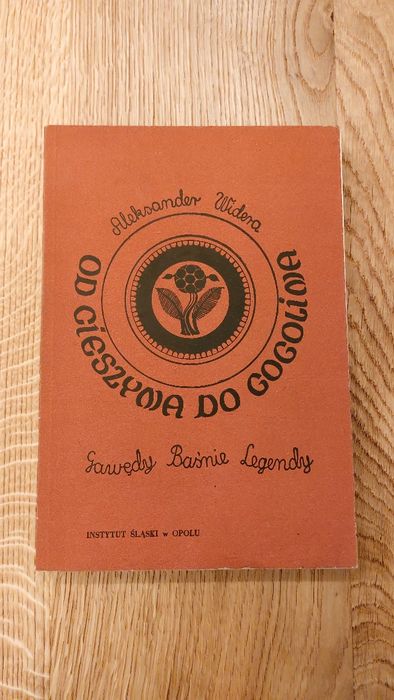 Aleksander Widera
OD CIESZYNA DO GOGOLINA
Gawędy Baśnie Legendy
INSTYTUT ŚLĄSKI w OPOLU